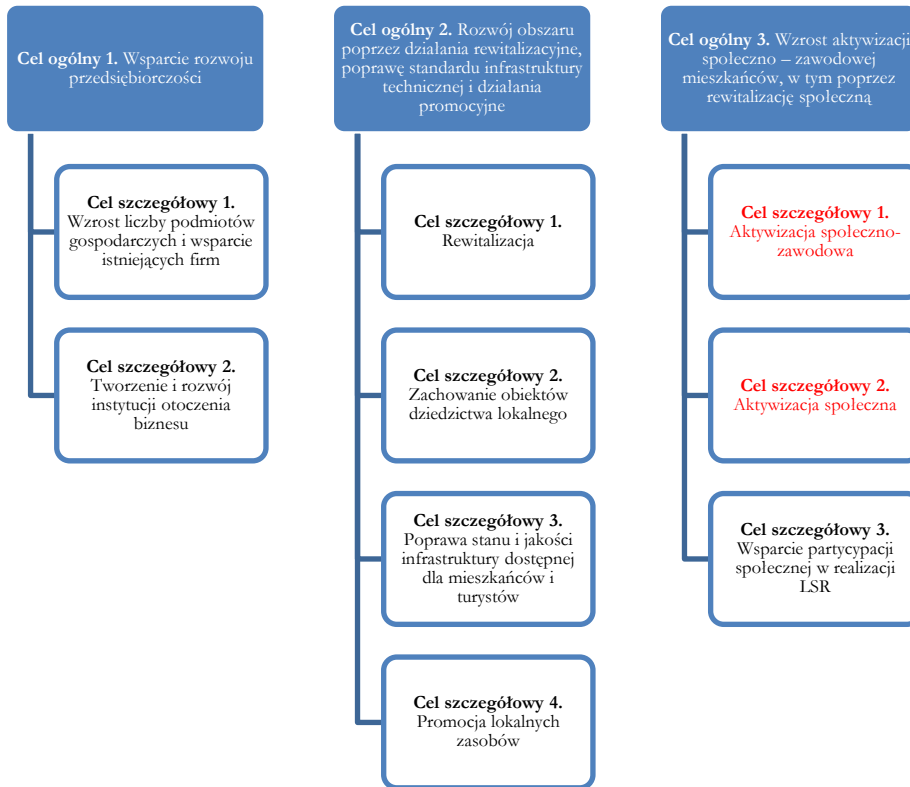 Cel ogólny 1. Wsparcie rozwoju
przedsiębiorczości
Cel szczegółowy 1.
Wzrost liczby podmiotów
gospodarczych i wsparcie
istniejących firm
Cel szczegółowy 2.
Tworzenie i rozwój
instytucji otoczenia
biznesu
Cel ogólny 2. Rozwój obszaru
poprzez działania rewitalizacyjne,
poprawę standardu infrastruktury
technicznej i działania
promocyjne
Cel szczegółowy 1.
Rewitalizacja
Cel szczegółowy 2.
Zachowanie obiektów
dziedzictwa lokalnego
Cel szczegółowy 3.
Poprawa stanu i jakości
infrastruktury dostępnej
dla mieszkańców i
turystów
Cel szczegółowy 4.
Promocja lokalnych
zasobów
Cel ogólny 3. Wzrost aktywizacji
społeczno – zawodowej
mieszkańców, w tym poprzez
rewitalizację społeczną
Cel szczegółowy 1.
Aktywizacja społeczno-
zawodowa
Cel szczegółowy 2.
Aktywizacja społeczna
Cel szczegółowy 3.
Wsparcie partycypacji
społecznej w realizacji
LSR